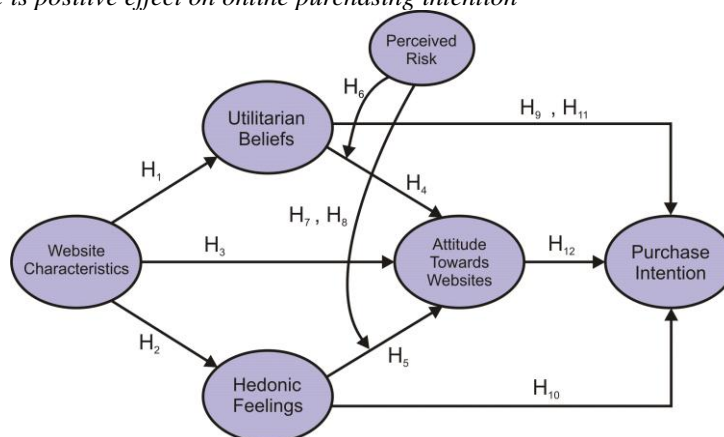 is positive effect on online purchasing intention
Perceived
Risk
H₆
Utilitarian
Beliefs
H₉ , H₁₁
H₁
H₄
H₇ , H₈
Website
Characteristics
H₃
Attitude
Towards
Websites
H₁₂
Purchase
Intention
H₂
H₅
Hedonic
Feelings
H₁₀